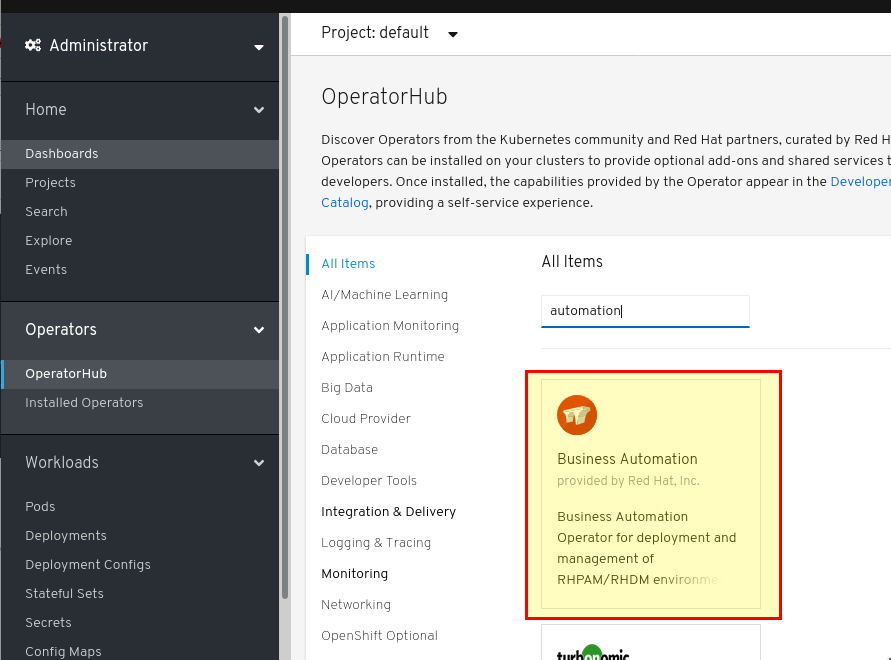 Administrator
Home
Dashboards
Projects
Search
Explore
Events
Operators
OperatorHub
Installed Operators
Workloads
Pods
Deployments
Deployment Configs
Stateful Sets
Secrets
Config Maps
Project: default
OperatorHub
Discover Operators from the Kubernetes community and Red Hat partners, curated by Red H
Operators can be installed on your clusters to provide optional add-ons and shared services t
developers. Once installed, the capabilities provided by the Operator appear in the Developer
Catalog, providing a self-service experience.
All Items
AI/Machine Learning
Application Monitoring
Application Runtime
Big Data
Cloud Provider
Database
Developer Tools
Integration & Delivery
Logging & Tracing
Monitoring
Networking
OpenShift Optional
All Items
automation
Business Automation
provided by Red Hat, Inc.
Business Automation
Operator for deployment and
management of
RHPAM/RHDM environme
turbonomic